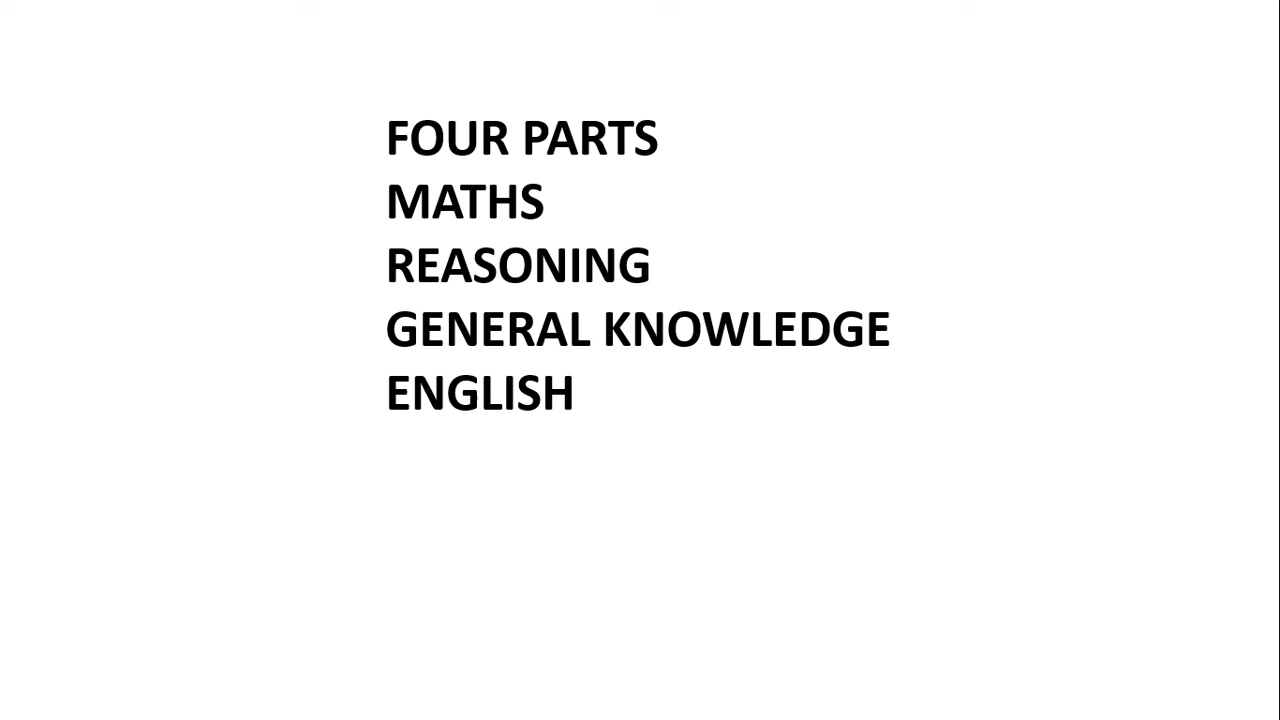 FOUR PARTS
MATHS
REASONING
GENERAL KNOWLEDGE
ENGLISH